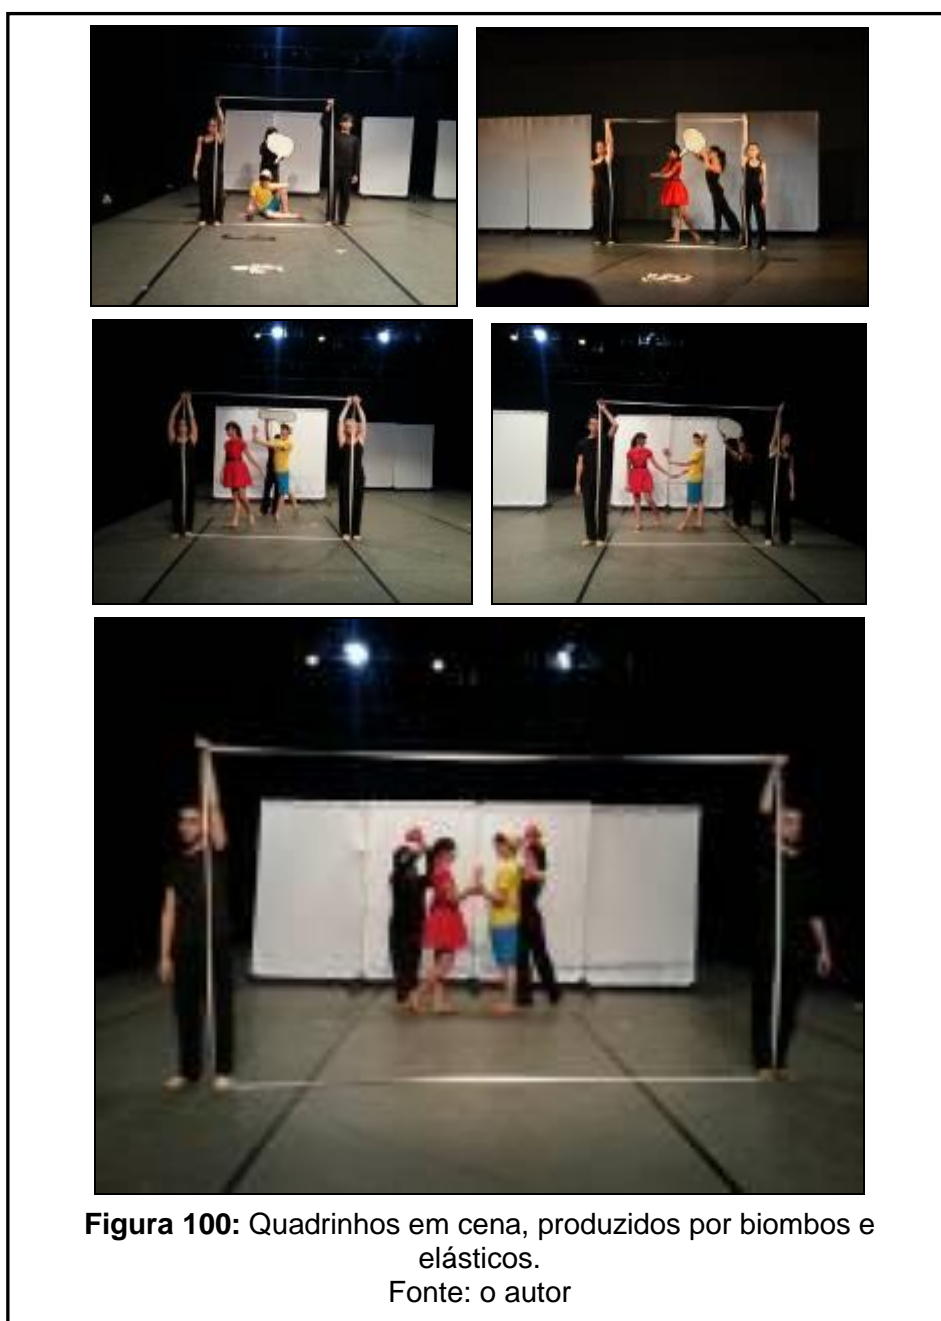 Figura 100: Quadrinhos em cena, produzidos por biombos e
elásticos.
Fonte: o autor